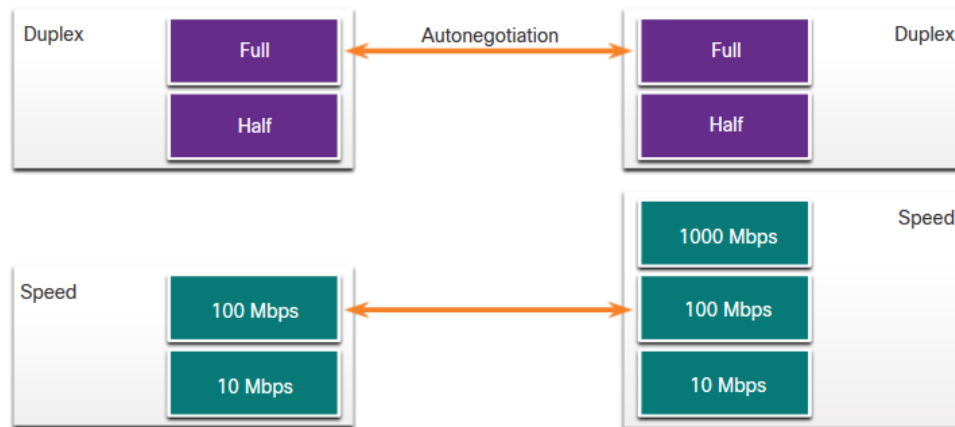 Duplex
Full
Autonegotiation
Full
Duplex
Half
Half
1000 Mbps
Speed
Speed
100 Mbps
100 Mbps
10 Mbps
10 Mbps